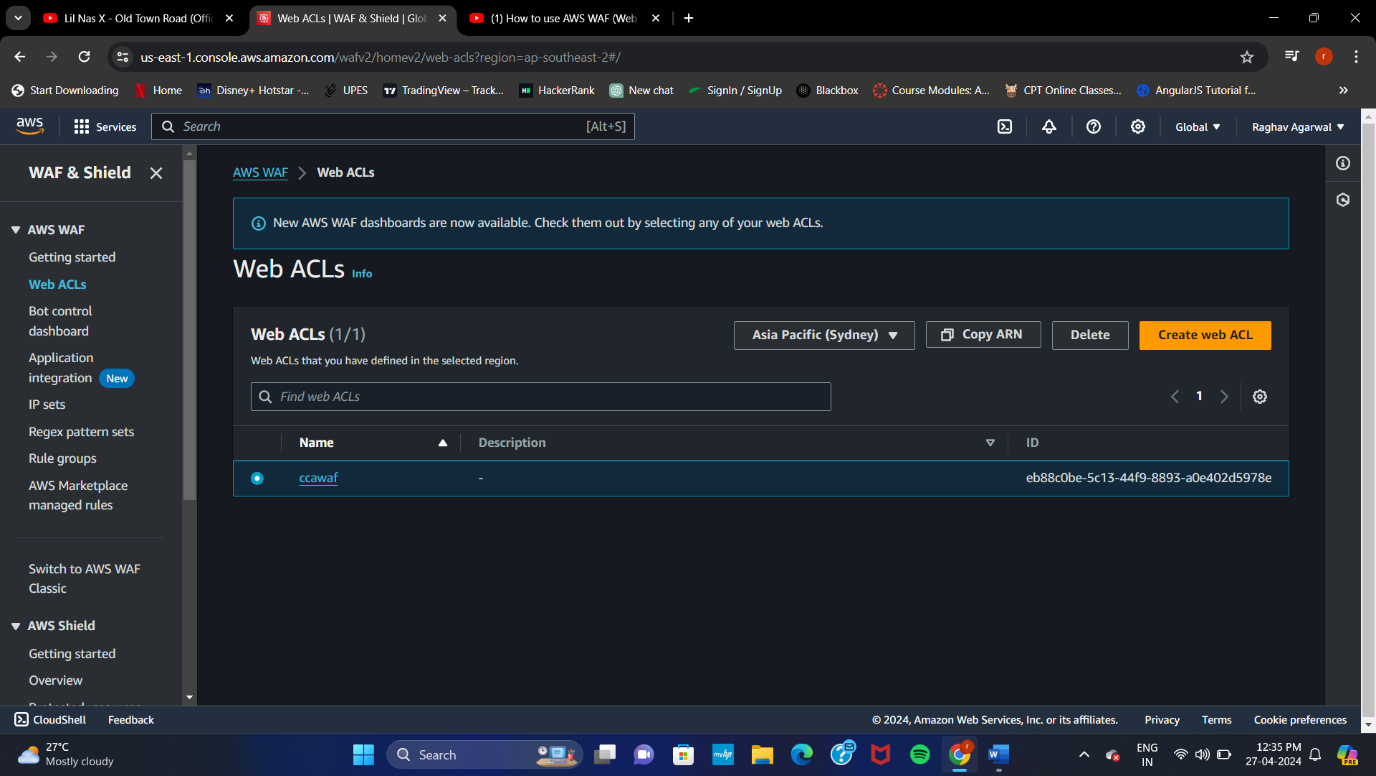 Lil Nas X - Old Town Road (Offic
Web ACLs | WAF & Shield | Glob
(1) How to use AWS WAF (Web
us-east-1.console.aws.amazon.com/wafv2/homev2/web-acls?region=ap-southeast-2#/
r
Start Downloading
Home
Disney+ Hotstar -...
UPES
TradingView – Track...
HackerRank
New chat
SignIn / SignUp
Blackbox
Course Modules: A...
CPT Online Classes...
AngularJS Tutorial f...
aws
Services
Search [Alt+S]
Global
Raghav Agarwal
WAF & Shield
AWS WAF
Getting started
Web ACLs
Bot control
dashboard
Application
integration New
IP sets
Regex pattern sets
Rule groups
AWS Marketplace
managed rules
Switch to AWS WAF
Classic
AWS Shield
Getting started
Overview
AWS WAF > Web ACLs
New AWS WAF dashboards are now available. Check them out by selecting any of your web ACLs.
Web ACLs Info
Web ACLs (1/1)
Asia Pacific (Sydney)
Copy ARN
Delete
Create web ACL
Web ACLs that you have defined in the selected region.
Find web ACLs
1
Name Description ID
ccawaf - eb88c0be-5c13-44f9-8893-a0e402d5978e
CloudShell Feedback
© 2024, Amazon Web Services, Inc. or its affiliates. Privacy Terms Cookie preferences
27°C
Mostly cloudy
Search
ENG
IN
12:35 PM
27-04-2024
PRE